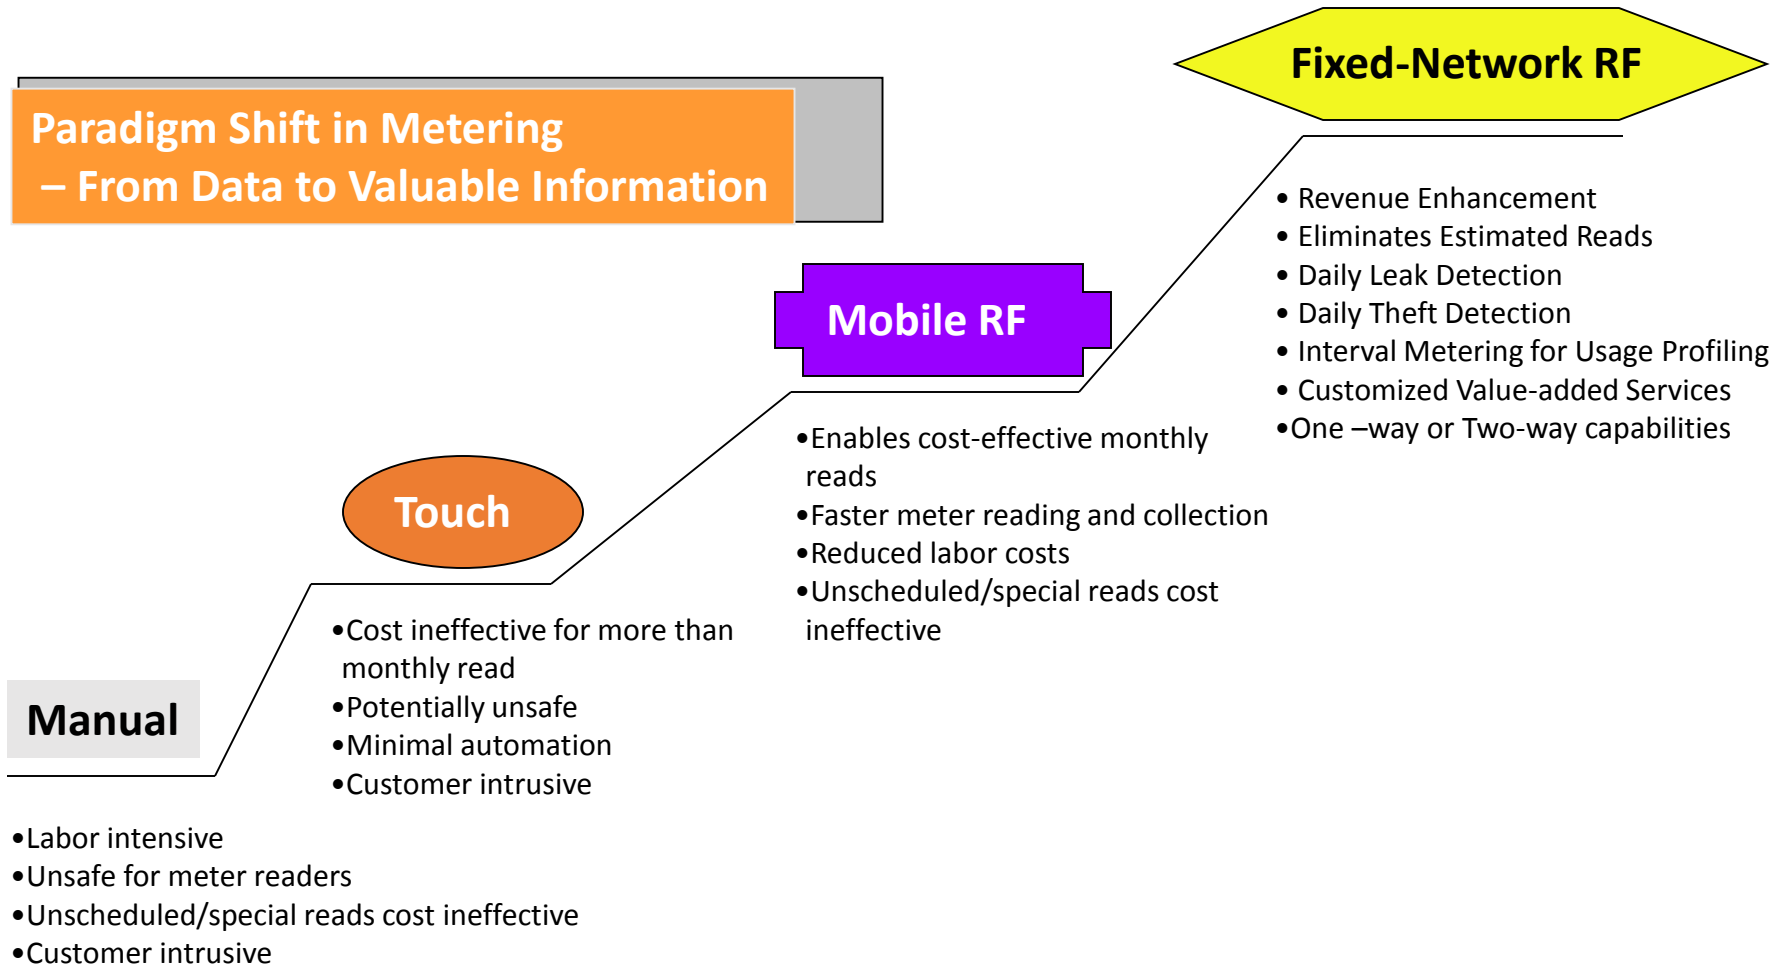 Paradigm Shift in Metering
– From Data to Valuable Information
Fixed-Network RF
• Revenue Enhancement
• Eliminates Estimated Reads
• Daily Leak Detection
• Daily Theft Detection
• Interval Metering for Usage Profiling
• Customized Value-added Services
•One –way or Two-way capabilities
Mobile RF
•Enables cost-effective monthly
reads
•Faster meter reading and collection
•Reduced labor costs
•Unscheduled/special reads cost
ineffective
Touch
•Cost ineffective for more than
monthly read
•Potentially unsafe
•Minimal automation
•Customer intrusive
Manual
•Labor intensive
•Unsafe for meter readers
•Unscheduled/special reads cost ineffective
•Customer intrusive